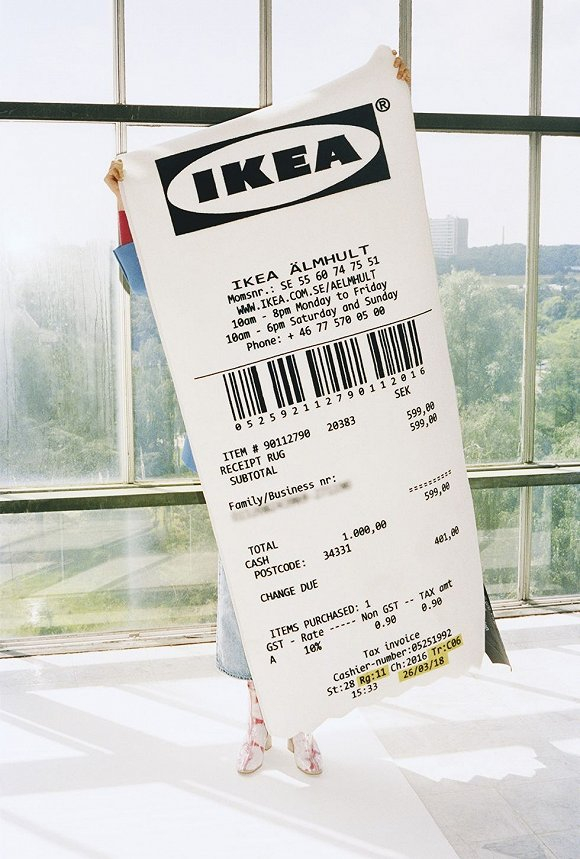 IKEA ®
IKEA ÄLMHULT
Momsnr.: SE 55 60 74 75 51
WWW.IKEA.COM.SE/AELMHULT
10am - 8pm Monday to Friday
10am - 6pm Saturday and Sunday
Phone: + 46 77 570 05 00
052592112790112016
SEK
ITEM # 90112790 20383 599,00
RECEIPT RUG 599,00
SUBTOTAL
Family/Business nr:
==========
599,00
TOTAL 1.000,00
CASH
POSTCODE: 34331 401,00
CHANGE DUE
ITEMS PURCHASED: 1
GST - Rate ----- Non GST -- TAX amt
A 10% 0.90 0.90
Tax invoice
Cashier-number:05251992
St:28 Rg:11 Ch:2016 Tr:C06
15:33 26/03/18